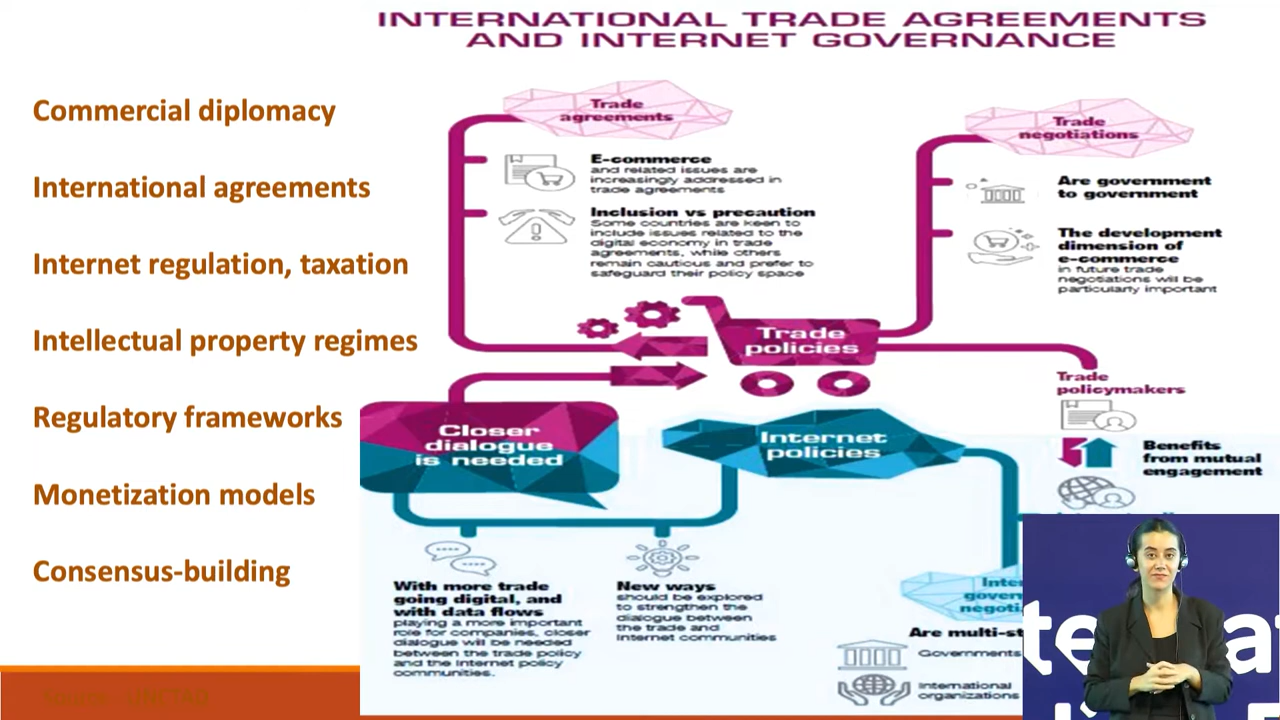 INTERNATIONAL TRADE AGREEMENTS
AND INTERNET GOVERNANCE
Commercial diplomacy
International agreements
Internet regulation, taxation
Intellectual property regimes
Regulatory frameworks
Monetization models
Consensus-building
Source - UNCTAD
Trade
agreements
E-commerce
and related issues are
increasingly addressed in
trade agreements
Inclusion vs precaution
Some countries are keen to
include issues related to the
digital economy in trade
agreements, while others
remain cautious and prefer to
safeguard their policy space
Trade
negotiations
Are government
to government
The development
dimension of
e-commerce
in future trade
negotiations will be
particularly important
Trade
policies
Trade
policymakers
Benefits
from mutual
engagement
Closer
dialogue
is needed
Internet
policies
With more trade
going digital, and
with data flows
playing a more important
role for companies, closer
dialogue will be needed
between the trade policy
and the Internet policy
communities.
New ways
should be explored
to strengthen the
dialogue between
the trade and
Internet communities
Inte
gover
negoti
Are multi-st
Governments
International
organizations